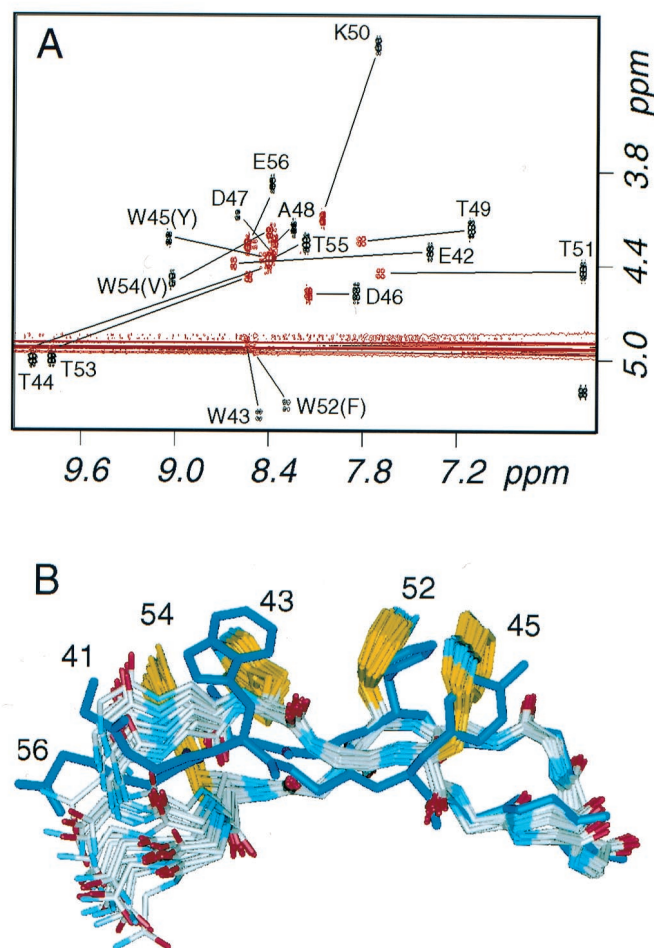 A
K50
ppm
3.8
E56
D47
A48
T49
W45(Y)
T55
E42
T51
4.4
W54(V)
D46
5.0
T44
T53
W43
W52(F)
9.6
9.0
8.4
7.8
7.2
ppm
B
43
52
54
45
41
56